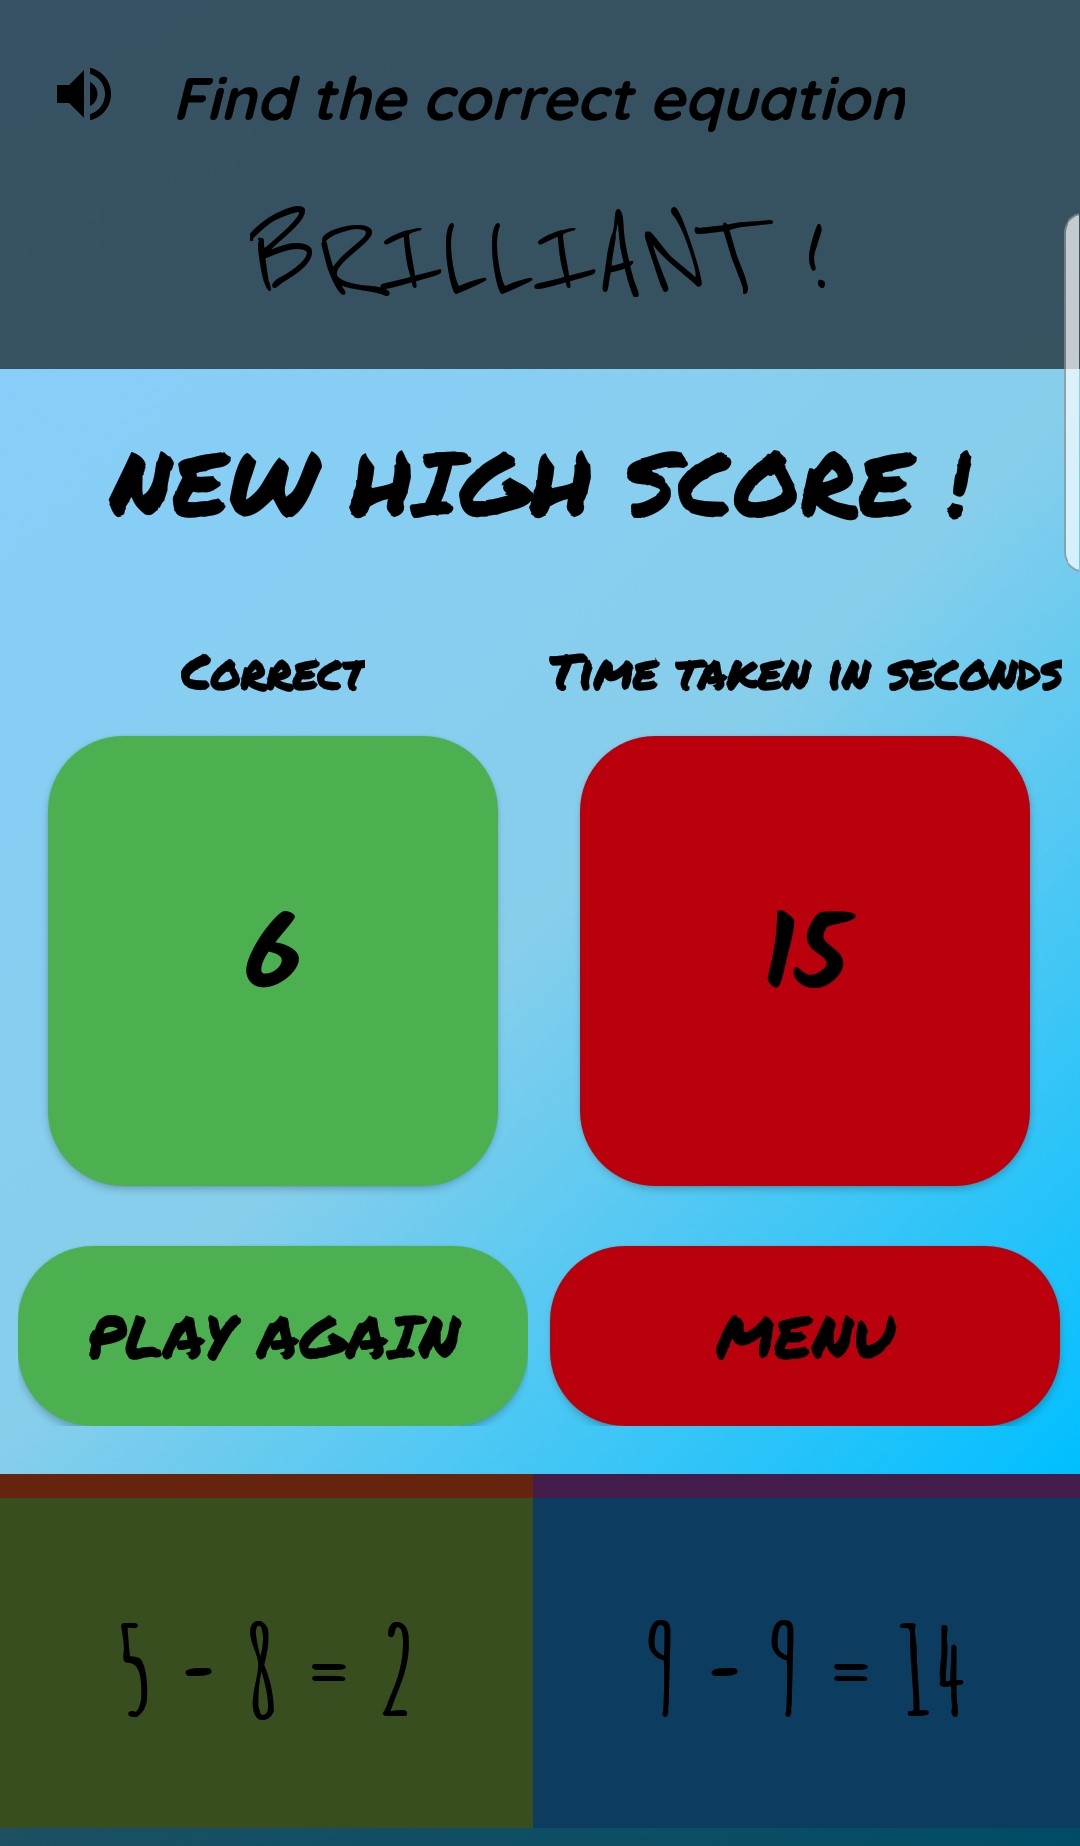 Find the correct equation
BRILLIANT !
NEW HIGH SCORE !
Correct Time taken in seconds
6 15
PLAY AGAIN MENU
5 - 8 = 2 9 - 9 = 14